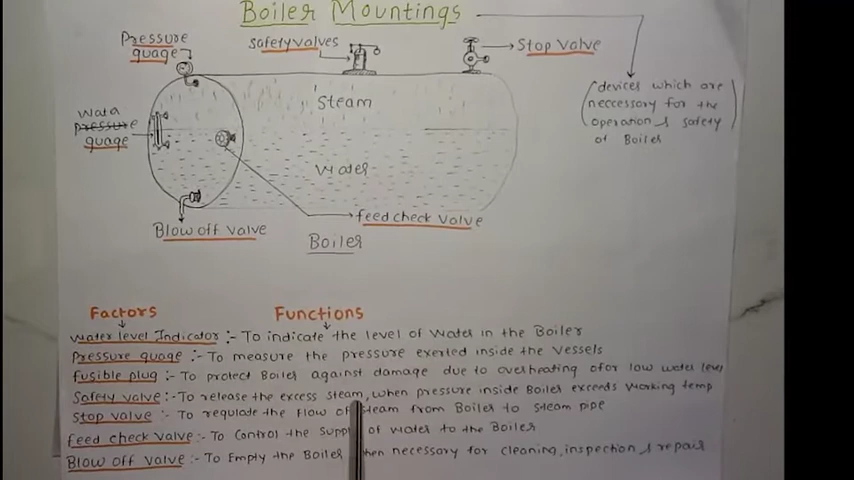 Boiler Mountings
Pressure
guage
safety valves
Stop Valve
(devices which are
neccessary for the
operation & safety
of Boiler)
Steam
wata
pressure
guage
Water
feed check valve
Blow off valve
Boiler
Factors
Functions
water level Indicator :- To indicate the level of Water in the Boiler
Pressure guage :- To measure the pressure exerted inside the Vessels
fusible plug :- To protect Boiler against damage due to overheating ofor low water level
Safety valve :- To release the excess steam, when pressure inside Boiler exceeds Working temp
Stop valve :- To regulate the Flow of steam from Boiler to Steam pipe
feed check valve :- To Control the of water to the Boiler
Blow off valve :- To Empty the Boiler necessary for cleaning, inspection & repair